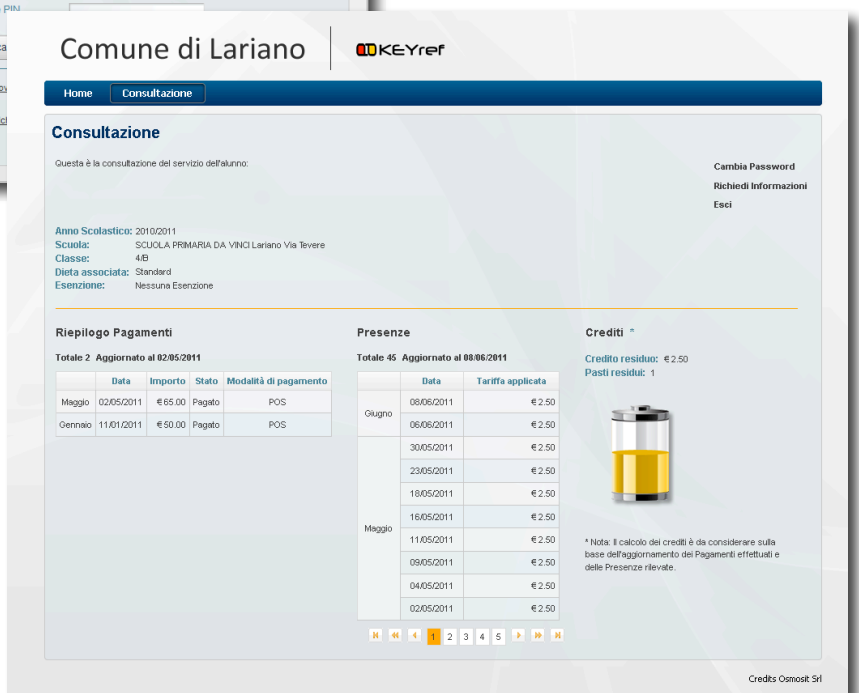 PIN
Comune di Lariano
KEYref
Home Consultazione
Consultazione
Questa è la consultazione del servizio dell'alunno:
Cambia Password
Richiedi Informazioni
Esci
Anno Scolastico: 2010/2011
Scuola: SCUOLA PRIMARIA DA VINCI Lariano Via Tevere
Classe: 4/B
Dieta associata: Standard
Esenzione: Nessuna Esenzione
Riepilogo Pagamenti
Totale 2 Aggiornato al 02/05/2011
Data Importo Stato Modalità di pagamento
Maggio 02/05/2011 € 65.00 Pagato POS
Gennaio 11/01/2011 € 50.00 Pagato POS
Presenze
Totale 45 Aggiornato al 08/06/2011
Data Tariffa applicata
Giugno
08/06/2011 € 2.50
06/06/2011 € 2.50
Maggio
30/05/2011 € 2.50
23/05/2011 € 2.50
18/05/2011 € 2.50
16/05/2011 € 2.50
11/05/2011 € 2.50
09/05/2011 € 2.50
04/05/2011 € 2.50
02/05/2011 € 2.50
1 2 3 4 5
Crediti *
Credito residuo: € 2.50
Pasti residui: 1
* Nota: Il calcolo dei crediti è da considerare sulla
base dell'aggiornamento dei Pagamenti effettuati e
delle Presenze rilevate.
Credits Osmosit Srl